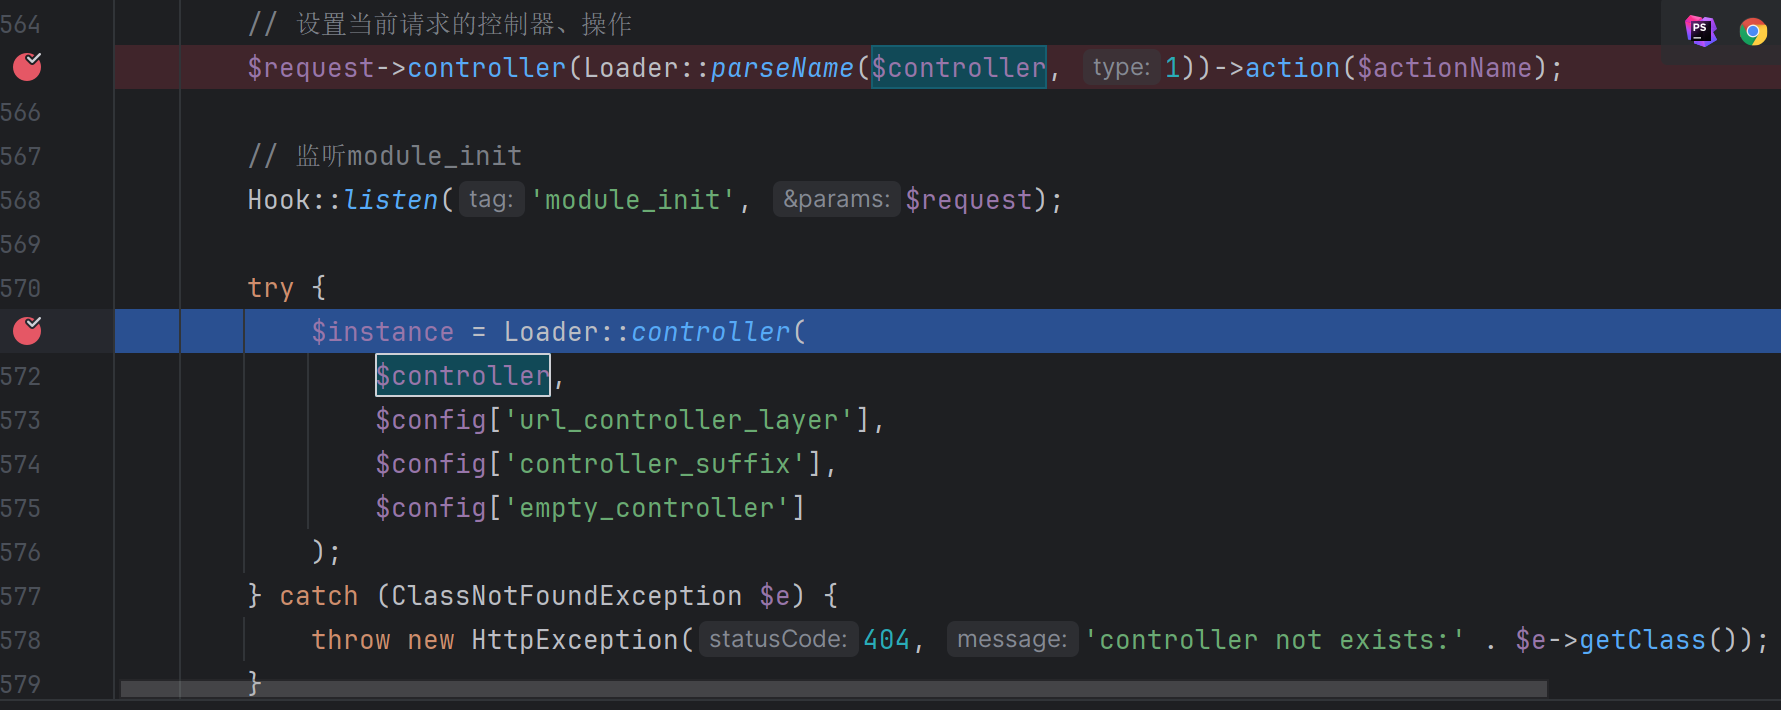 564 // 设置当前请求的控制器、操作
$request->controller(Loader::parseName($controller, type: 1))->action($actionName);
566
567 // 监听module_init
568 Hook::listen( tag: 'module_init', &params: $request);
569
570 try {
$instance = Loader::controller(
572 $controller,
573 $config['url_controller_layer'],
574 $config['controller_suffix'],
575 $config['empty_controller']
576 );
577 } catch (ClassNotFoundException $e) {
578 throw new HttpException( statusCode: 404, message: 'controller not exists:' . $e->getClass());
579 }
PS